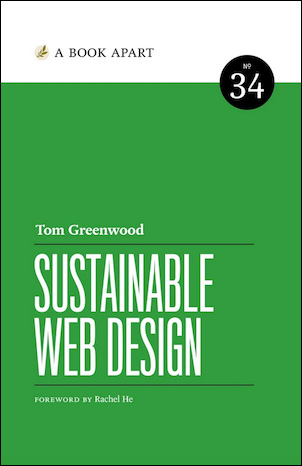 A BOOK APART
Nº
34
Tom Greenwood
SUSTAINABLE
WEB DESIGN
FOREWORD BY Rachel He